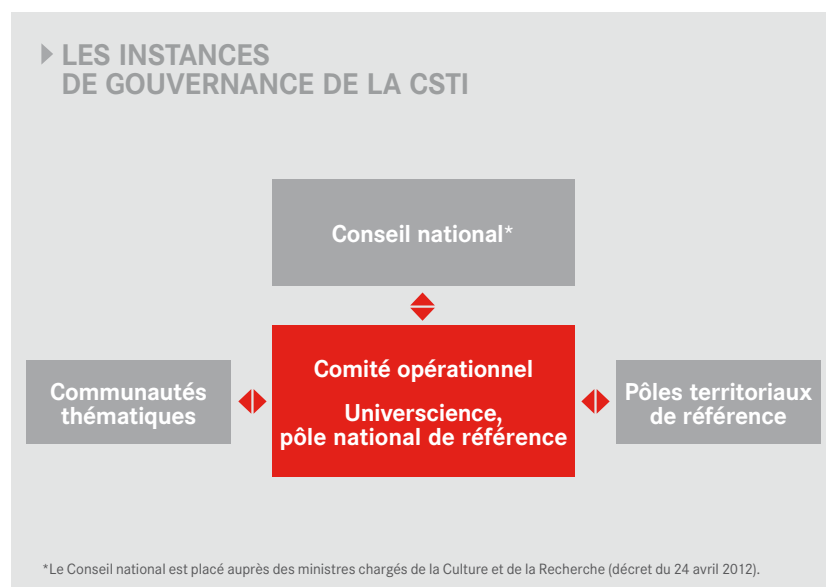 LES INSTANCES
DE GOUVERNANCE DE LA CSTI
Conseil national*
Comité opérationnel
Universcience,
pôle national de référence
Communautés
thématiques
Pôles territoriaux
de référence
*Le Conseil national est placé auprès des ministres chargés de la Culture et de la Recherche (décret du 24 avril 2012).